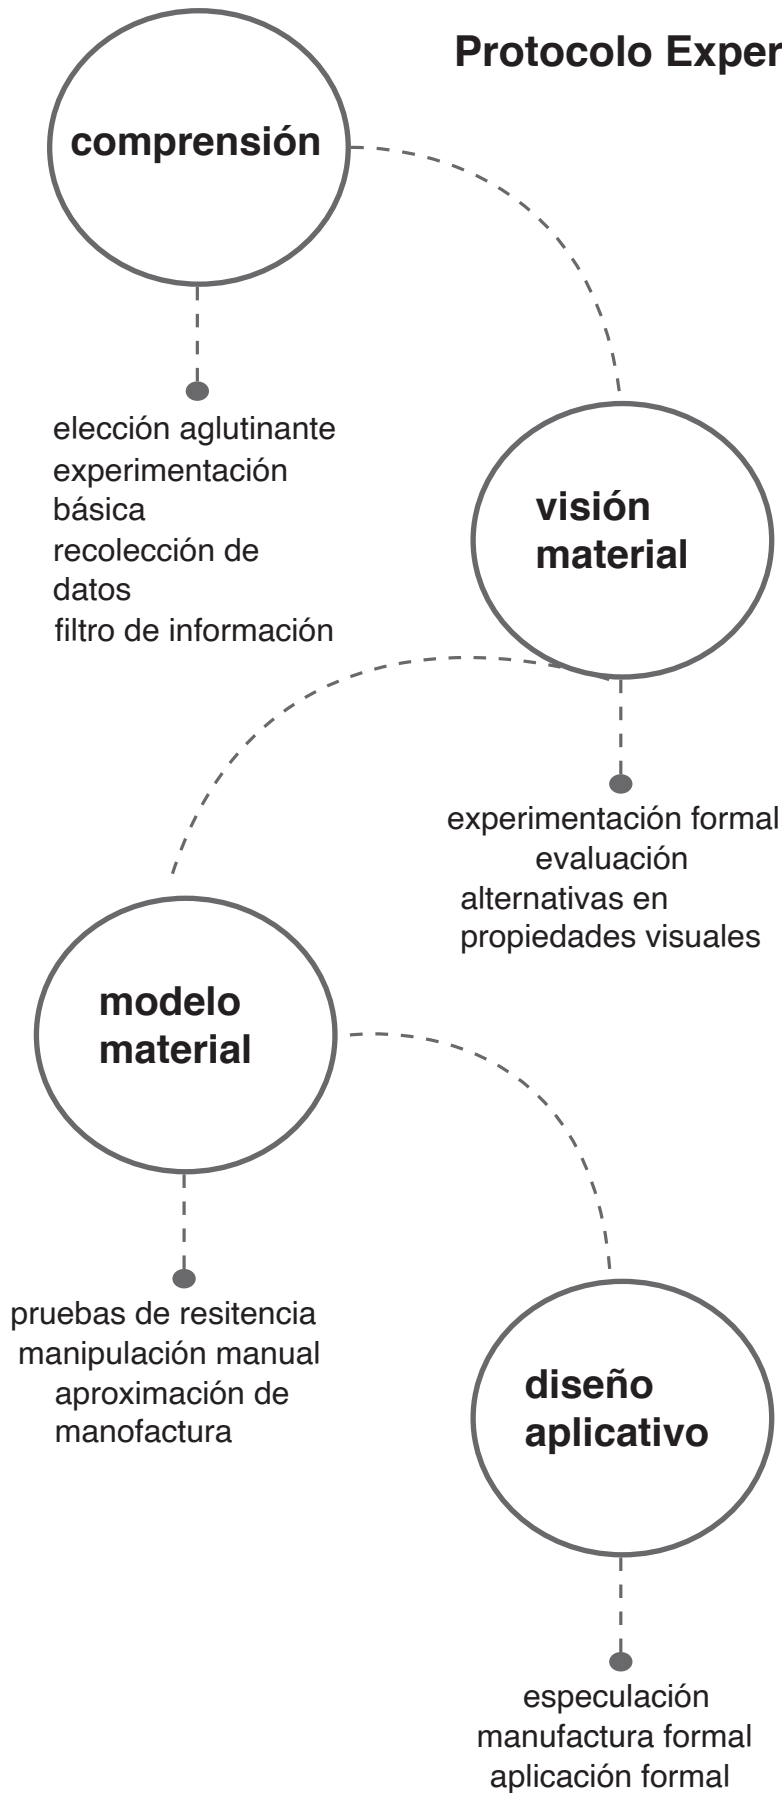 Protocolo Exper
comprensión
elección aglutinante
experimentación
básica
recolección de
datos
filtro de información
visión
material
experimentación formal
evaluación
alternativas en
propiedades visuales
modelo
material
pruebas de resitencia
manipulación manual
aproximación de
manofactura
diseño
aplicativo
especulación
manufactura formal
aplicación formal